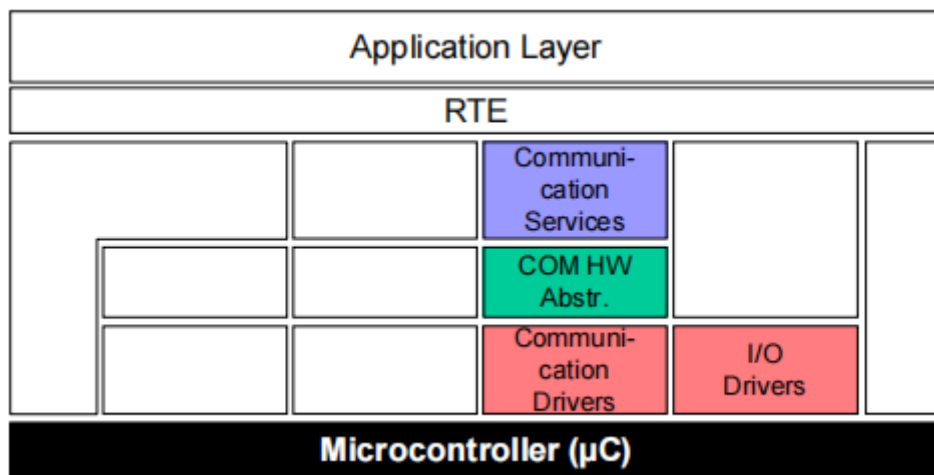 Application Layer
RTE
Communi-
cation
Services
COM HW
Abstr.
Communi-
cation
Drivers
I/O
Drivers
Microcontroller (µC)